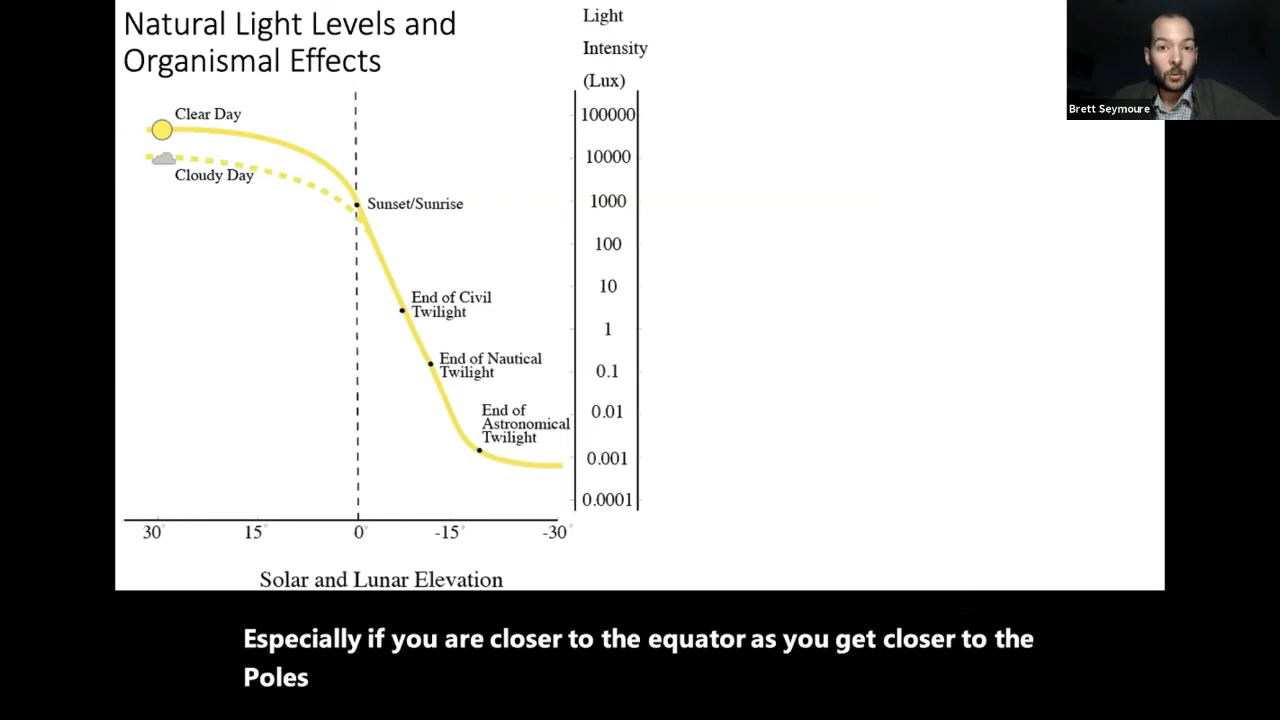 Natural Light Levels and
Organismal Effects
Light
Intensity
(Lux)
Brett Seymoure
Clear Day
Cloudy Day
Sunset/Sunrise
End of Civil
Twilight
End of Nautical
Twilight
End of
Astronomical
Twilight
100000
10000
1000
100
10
1
0.1
0.01
0.001
0.0001
30° 15° 0° -15° -30°
Solar and Lunar Elevation
Especially if you are closer to the equator as you get closer to the
Poles